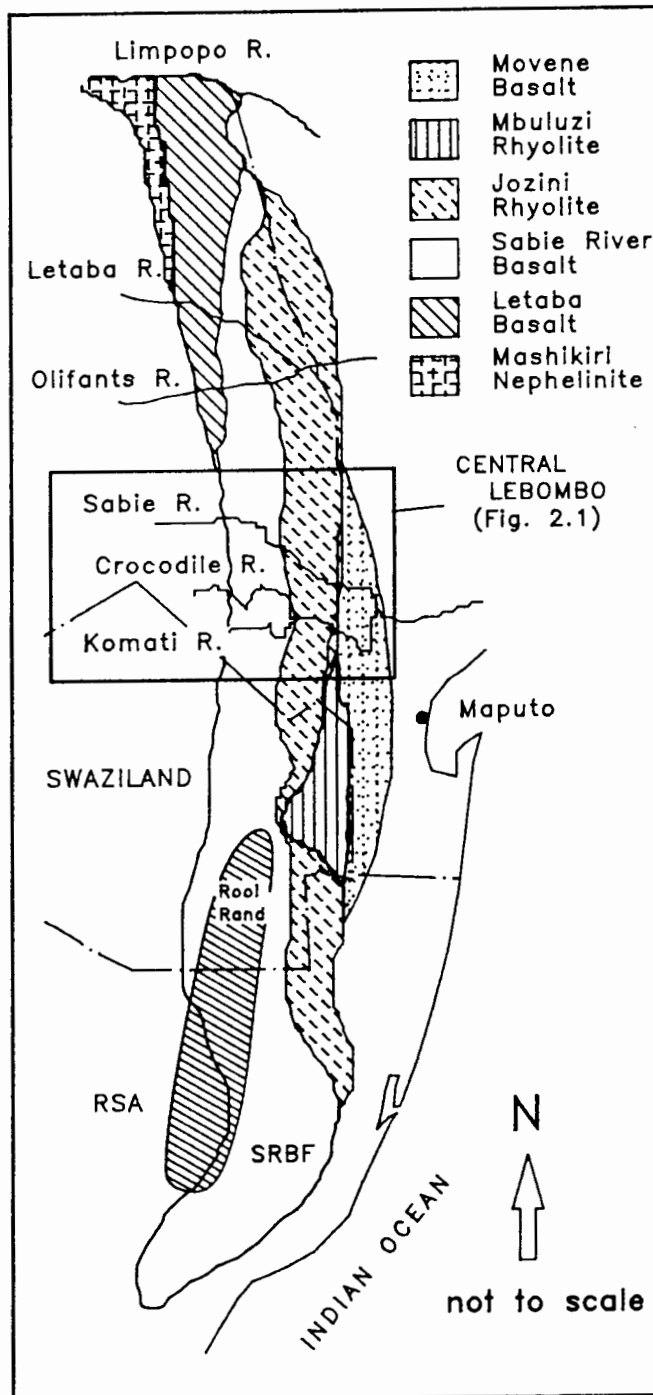 Limpopo R.
Movene
Basalt
Mbuluzi
Rhyolite
Jozini
Rhyolite
Sabie River
Basalt
Letaba
Basalt
Mashikiri
Nephelinite
Letaba R.
Olifants R.
CENTRAL
LEBOMBO
(Fig. 2.1)
Sabie R.
Crocodile R.
Komati R.
Maputo
SWAZILAND
Rooi
Rand
RSA
SRBF
N
INDIAN OCEAN
not to scale